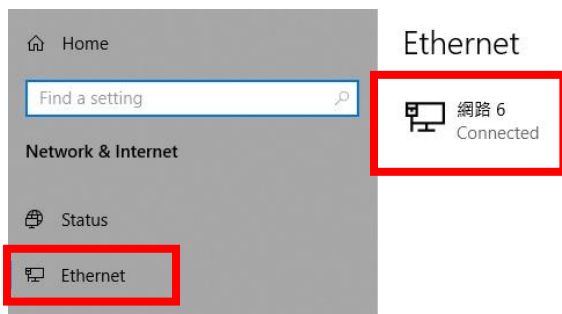 Home
Find a setting
Network & Internet
Status
Ethernet
Ethernet
網路 6
Connected